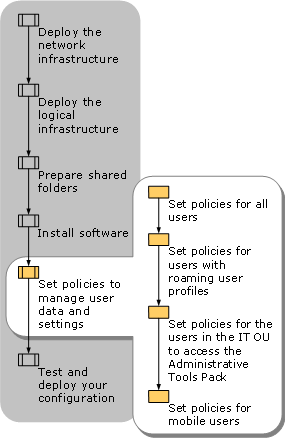 Deploy the
network
infrastructure
Deploy the
logical
infrastructure
Prepare shared
folders
Install software
Set policies to
manage user
data and
settings
Test and
deploy your
configuration
Set policies for all
users
Set policies for
users with
roaming user
profiles
Set policies for the
users in the IT OU
to access the
Administrative
Tools Pack
Set policies for
mobile users